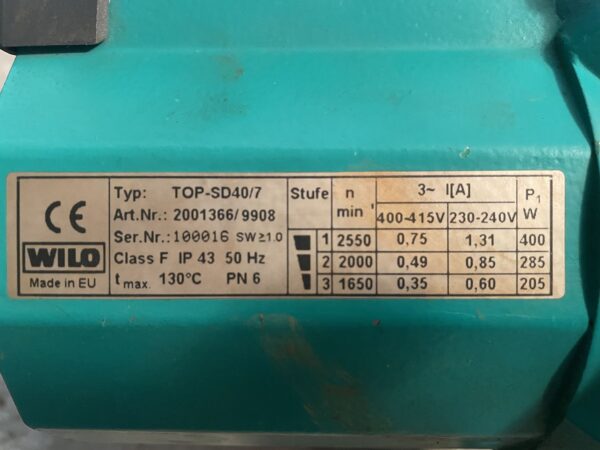 CE
WILO
Made in EU
Typ: TOP-SD40/7
Art.Nr.: 2001366/9908
Ser.Nr.: 100016 SW≥1.0
Class F IP 43 50 Hz
t max. 130°C PN 6
Stufe n min⁻¹ 3~ I[A] P₁ W
400-415V 230-240V
1 2550 0,75 1,31 400
2 2000 0,49 0,85 285
3 1650 0,35 0,60 205